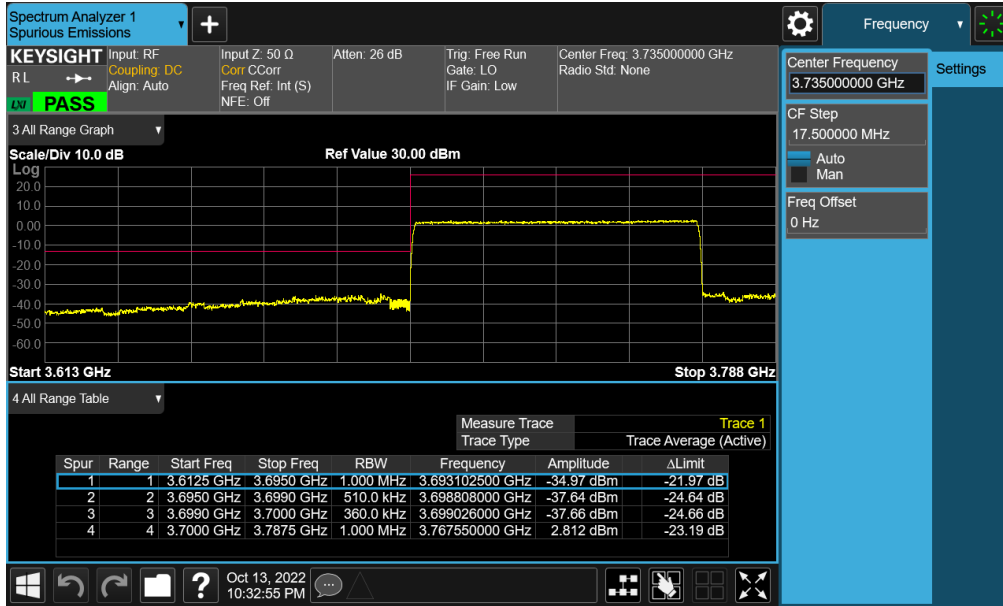 Spectrum Analyzer 1
Spurious Emissions
Frequency
KEYSIGHT
RL
LXI
PASS
Input: RF
Coupling: DC
Align: Auto
Input Z: 50 Ω
Corr CCorr
Freq Ref: Int (S)
NFE: Off
Atten: 26 dB
Trig: Free Run
Gate: LO
IF Gain: Low
Center Freq: 3.735000000 GHz
Radio Std: None
Center Frequency
3.735000000 GHz
Settings
CF Step
17.500000 MHz
Auto
Man
Freq Offset
0 Hz
3 All Range Graph
Scale/Div 10.0 dB
Ref Value 30.00 dBm
Log
20.0
10.0
0.00
-10.0
-20.0
-30.0
-40.0
-50.0
-60.0
Start 3.613 GHz
Stop 3.788 GHz
4 All Range Table
Measure Trace Trace 1
Trace Type Trace Average (Active)
Spur Range Start Freq Stop Freq RBW Frequency Amplitude ΔLimit
1 1 3.6125 GHz 3.6950 GHz 1.000 MHz 3.693102500 GHz -34.97 dBm -21.97 dB
2 2 3.6950 GHz 3.6990 GHz 510.0 kHz 3.698808000 GHz -37.64 dBm -24.64 dB
3 3 3.6990 GHz 3.7000 GHz 360.0 kHz 3.699026000 GHz -37.66 dBm -24.66 dB
4 4 3.7000 GHz 3.7875 GHz 1.000 MHz 3.767550000 GHz 2.812 dBm -23.19 dB
?
Oct 13, 2022
10:32:55 PM